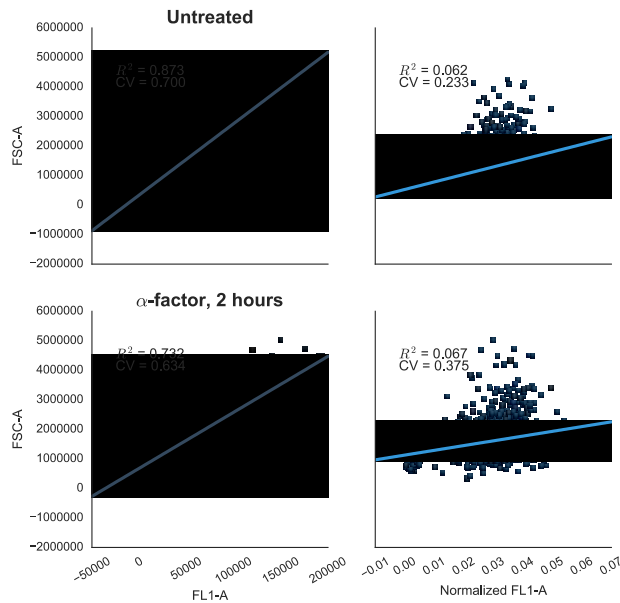 Untreated
6000000
5000000
4000000
3000000
2000000
1000000
0
−1000000
−2000000
FSC-A
R² = 0.873
CV = 0.700
R² = 0.062
CV = 0.233
α-factor, 2 hours
6000000
5000000
4000000
3000000
2000000
1000000
0
−1000000
−2000000
FSC-A
R² = 0.732
CV = 0.634
R² = 0.067
CV = 0.375
−50000 0 50000 100000 150000 200000
FL1-A
−0.01 0.00 0.01 0.02 0.03 0.04 0.05 0.06 0.07
Normalized FL1-A